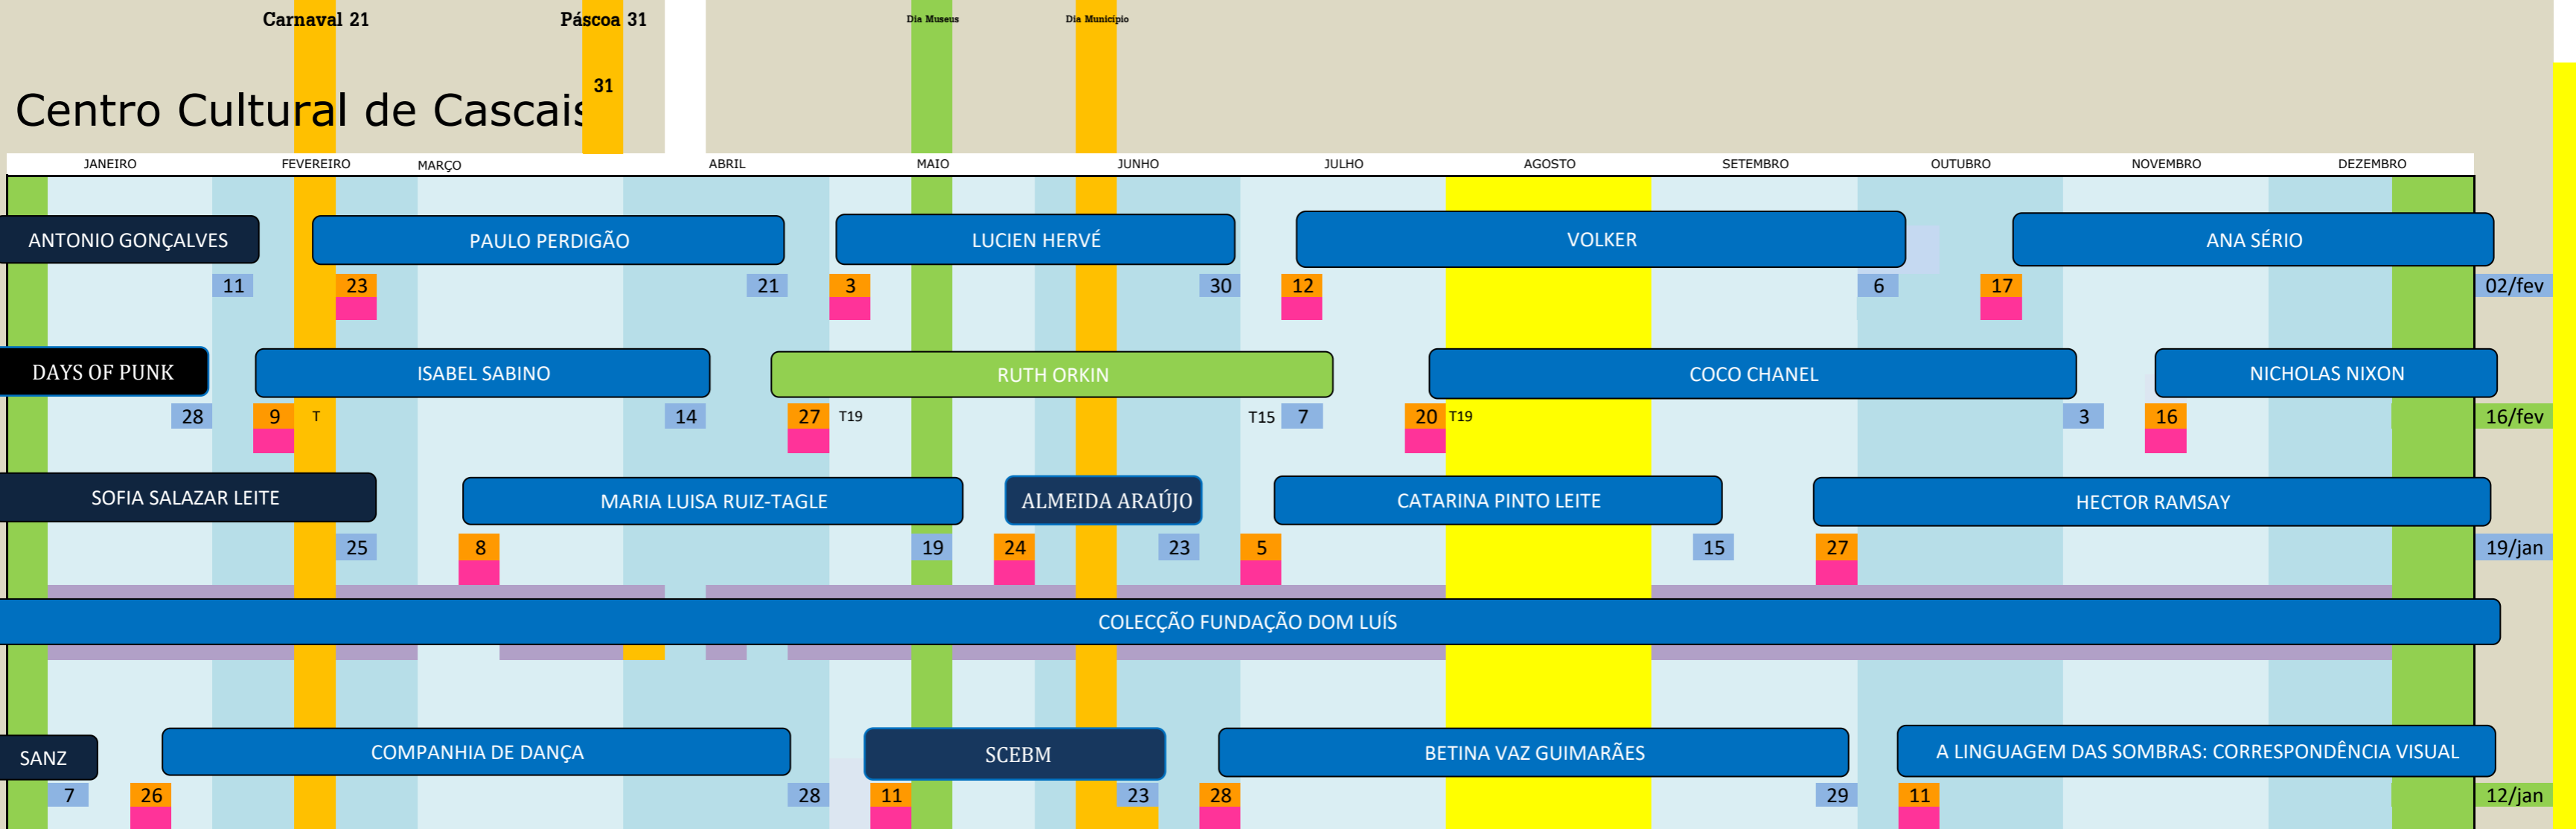 Carnaval 21 Páscoa 31 Dia Museus Dia Município
31
Centro Cultural de Cascais
JANEIRO FEVEREIRO MARÇO ABRIL MAIO JUNHO JULHO AGOSTO SETEMBRO OUTUBRO NOVEMBRO DEZEMBRO
ANTONIO GONÇALVES PAULO PERDIGÃO LUCIEN HERVÉ VOLKER ANA SÉRIO
11 23 21 3 30 12 6 17 02/fev
DAYS OF PUNK ISABEL SABINO RUTH ORKIN COCO CHANEL NICHOLAS NIXON
28 9 T 14 27 T19 T15 7 20 T19 3 16 16/fev
SOFIA SALAZAR LEITE MARIA LUISA RUIZ-TAGLE ALMEIDA ARAÚJO CATARINA PINTO LEITE HECTOR RAMSAY
25 8 19 24 23 5 15 27 19/jan
COLECÇÃO FUNDAÇÃO DOM LUÍS
SANZ COMPANHIA DE DANÇA SCEBM BETINA VAZ GUIMARÃES A LINGUAGEM DAS SOMBRAS: CORRESPONDÊNCIA VISUAL
7 26 28 11 23 28 29 11 12/jan